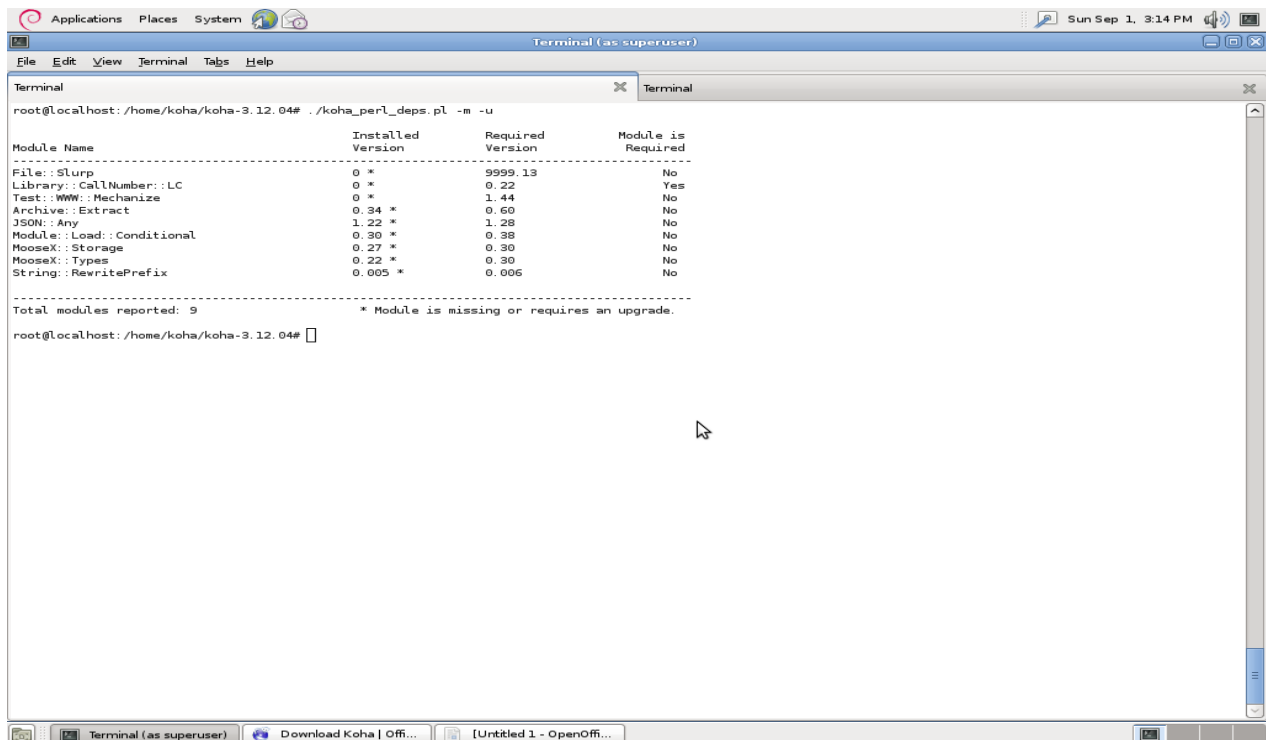 Applications Places System Sun Sep 1, 3:14 PM
Terminal (as superuser)
File Edit View Terminal Tabs Help
Terminal Terminal
root@localhost:/home/koha/koha-3.12.04# ./koha_perl_deps.pl -m -u
Installed Required Module is
Module Name Version Version Required
--------------------------------------------------------------------------------
File::Slurp 0 * 9999.13 No
Library::CallNumber::LC 0 * 0.22 Yes
Test::WWW::Mechanize 0 * 1.44 No
Archive::Extract 0.34 * 0.60 No
JSON::Any 1.22 * 1.28 No
Module::Load::Conditional 0.30 * 0.38 No
MooseX::Storage 0.27 * 0.30 No
MooseX::Types 0.22 * 0.30 No
String::RewritePrefix 0.005 * 0.006 No
--------------------------------------------------------------------------------
Total modules reported: 9 * Module is missing or requires an upgrade.
root@localhost:/home/koha/koha-3.12.04#
Terminal (as superuser) Download Koha | Offi... [Untitled 1 - OpenOffi...